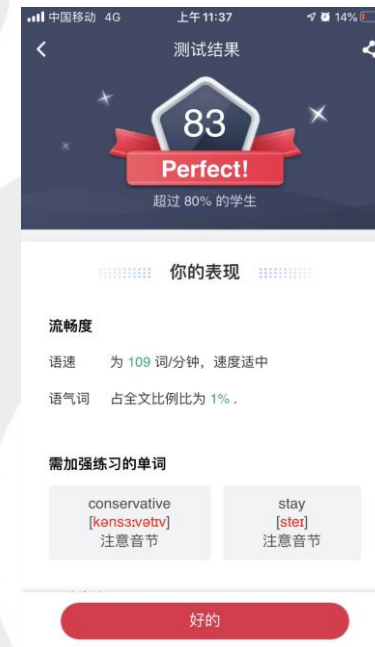 中国移动 4G 上午11:37 14%
测试结果
83
Perfect!
超过 80% 的学生
你的表现
流畅度
语速 为 109 词/分钟，速度适中
语气词 占全文比例比为 1% .
需加强练习的单词
conservative stay
[kənsɜːvətɪv] [steɪ]
注意音节 注意音节
好的